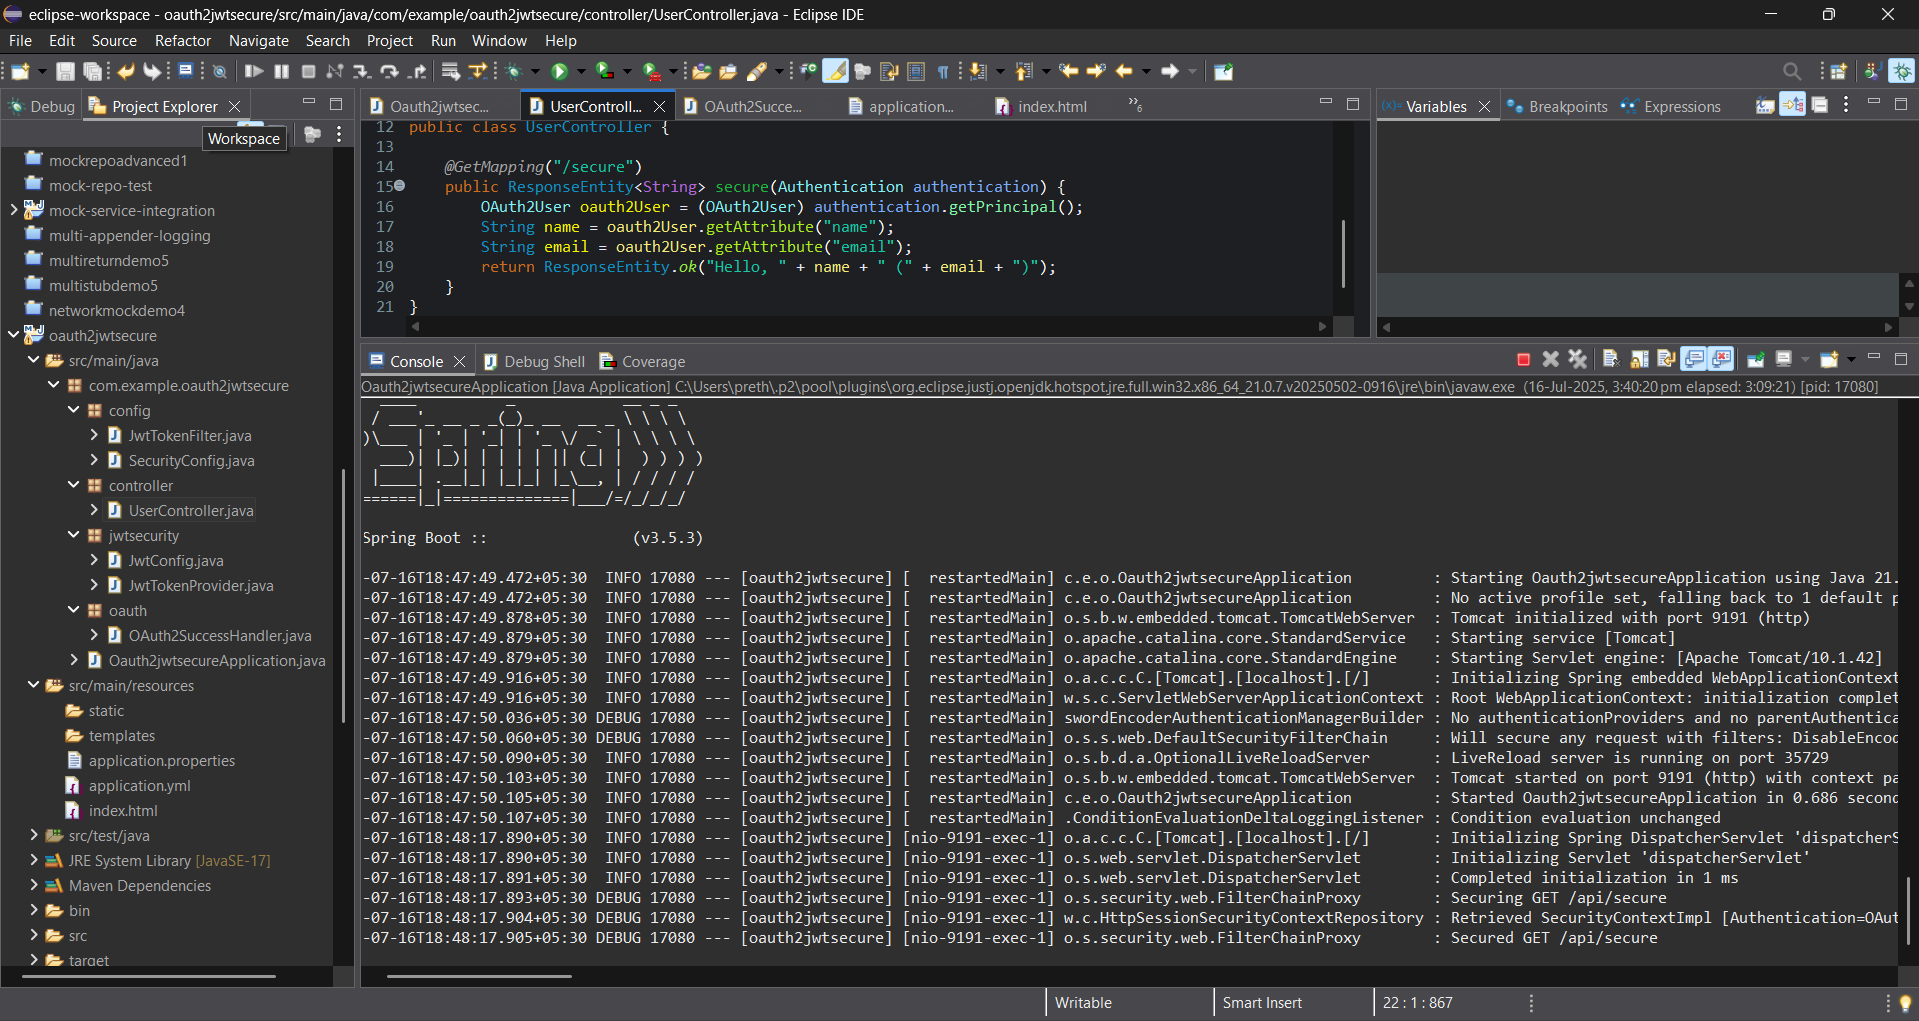 eclipse-workspace - oauth2jwtsecure/src/main/java/com/example/oauth2jwtsecure/controller/UserController.java - Eclipse IDE
File Edit Source Refactor Navigate Search Project Run Window Help
Debug Project Explorer
Workspace
mockrepoadvanced1
mock-repo-test
mock-service-integration
multi-appender-logging
multireturndemo5
multistubdemo5
networkmockdemo4
oauth2jwtsecure
src/main/java
com.example.oauth2jwtsecure
config
JwtTokenFilter.java
SecurityConfig.java
controller
UserController.java
jwtsecurity
JwtConfig.java
JwtTokenProvider.java
oauth
OAuth2SuccessHandler.java
Oauth2jwtsecureApplication.java
src/main/resources
static
templates
application.properties
application.yml
index.html
src/test/java
JRE System Library [JavaSE-17]
Maven Dependencies
bin
src
target
Oauth2jwtsec... UserControll... OAuth2Succe... application... index.html »6
12 public class UserController {
13
14 @GetMapping("/secure")
15 public ResponseEntity<String> secure(Authentication authentication) {
16 OAuth2User oauth2User = (OAuth2User) authentication.getPrincipal();
17 String name = oauth2User.getAttribute("name");
18 String email = oauth2User.getAttribute("email");
19 return ResponseEntity.ok("Hello, " + name + " (" + email + ")");
20 }
21 }
(x)= Variables Breakpoints Expressions
Console Debug Shell Coverage
Oauth2jwtsecureApplication [Java Application] C:\Users\preth\.p2\pool\plugins\org.eclipse.justj.openjdk.hotspot.jre.full.win32.x86_64_21.0.7.v20250502-0916\jre\bin\javaw.exe (16-Jul-2025, 3:40:20 pm elapsed: 3:09:21) [pid: 17080]
Spring Boot :: (v3.5.3)
-07-16T18:47:49.472+05:30 INFO 17080 --- [oauth2jwtsecure] [ restartedMain] c.e.o.Oauth2jwtsecureApplication : Starting Oauth2jwtsecureApplication using Java 21.
-07-16T18:47:49.472+05:30 INFO 17080 --- [oauth2jwtsecure] [ restartedMain] c.e.o.Oauth2jwtsecureApplication : No active profile set, falling back to 1 default p
-07-16T18:47:49.878+05:30 INFO 17080 --- [oauth2jwtsecure] [ restartedMain] o.s.b.w.embedded.tomcat.TomcatWebServer : Tomcat initialized with port 9191 (http)
-07-16T18:47:49.879+05:30 INFO 17080 --- [oauth2jwtsecure] [ restartedMain] o.apache.catalina.core.StandardService : Starting service [Tomcat]
-07-16T18:47:49.879+05:30 INFO 17080 --- [oauth2jwtsecure] [ restartedMain] o.apache.catalina.core.StandardEngine : Starting Servlet engine: [Apache Tomcat/10.1.42]
-07-16T18:47:49.916+05:30 INFO 17080 --- [oauth2jwtsecure] [ restartedMain] o.a.c.c.C.[Tomcat].[localhost].[/] : Initializing Spring embedded WebApplicationContext
-07-16T18:47:49.916+05:30 INFO 17080 --- [oauth2jwtsecure] [ restartedMain] w.s.c.ServletWebServerApplicationContext : Root WebApplicationContext: initialization complet
-07-16T18:47:50.036+05:30 DEBUG 17080 --- [oauth2jwtsecure] [ restartedMain] swordEncoderAuthenticationManagerBuilder : No authenticationProviders and no parentAuthentica
-07-16T18:47:50.060+05:30 DEBUG 17080 --- [oauth2jwtsecure] [ restartedMain] o.s.s.web.DefaultSecurityFilterChain : Will secure any request with filters: DisableEncod
-07-16T18:47:50.090+05:30 INFO 17080 --- [oauth2jwtsecure] [ restartedMain] o.s.b.d.a.OptionalLiveReloadServer : LiveReload server is running on port 35729
-07-16T18:47:50.103+05:30 INFO 17080 --- [oauth2jwtsecure] [ restartedMain] o.s.b.w.embedded.tomcat.TomcatWebServer : Tomcat started on port 9191 (http) with context pa
-07-16T18:47:50.105+05:30 INFO 17080 --- [oauth2jwtsecure] [ restartedMain] c.e.o.Oauth2jwtsecureApplication : Started Oauth2jwtsecureApplication in 0.686 second
-07-16T18:47:50.107+05:30 INFO 17080 --- [oauth2jwtsecure] [ restartedMain] .ConditionEvaluationDeltaLoggingListener : Condition evaluation unchanged
-07-16T18:48:17.890+05:30 INFO 17080 --- [oauth2jwtsecure] [nio-9191-exec-1] o.a.c.c.C.[Tomcat].[localhost].[/] : Initializing Spring DispatcherServlet 'dispatcherS
-07-16T18:48:17.890+05:30 INFO 17080 --- [oauth2jwtsecure] [nio-9191-exec-1] o.s.web.servlet.DispatcherServlet : Initializing Servlet 'dispatcherServlet'
-07-16T18:48:17.891+05:30 INFO 17080 --- [oauth2jwtsecure] [nio-9191-exec-1] o.s.web.servlet.DispatcherServlet : Completed initialization in 1 ms
-07-16T18:48:17.893+05:30 DEBUG 17080 --- [oauth2jwtsecure] [nio-9191-exec-1] o.s.security.web.FilterChainProxy : Securing GET /api/secure
-07-16T18:48:17.904+05:30 DEBUG 17080 --- [oauth2jwtsecure] [nio-9191-exec-1] w.c.HttpSessionSecurityContextRepository : Retrieved SecurityContextImpl [Authentication=OAut
-07-16T18:48:17.905+05:30 DEBUG 17080 --- [oauth2jwtsecure] [nio-9191-exec-1] o.s.security.web.FilterChainProxy : Secured GET /api/secure
Writable Smart Insert 22 : 1 : 867